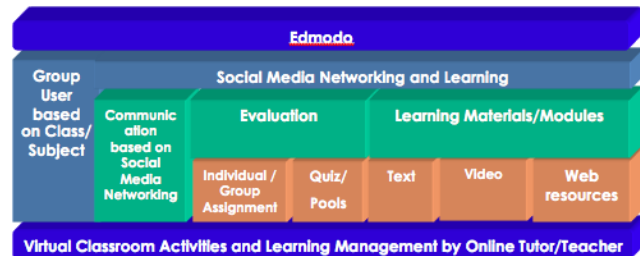 Edmodo
Group
User
based
on Class/
Subject
Social Media Networking and Learning
Communic
ation
based on
Social
Media
Networking
Evaluation
Learning Materials/Modules
Individual /
Group
Assignment
Quiz/
Pools
Text
Video
Web
resources
Virtual Classroom Activities and Learning Management by Online Tutor/Teacher